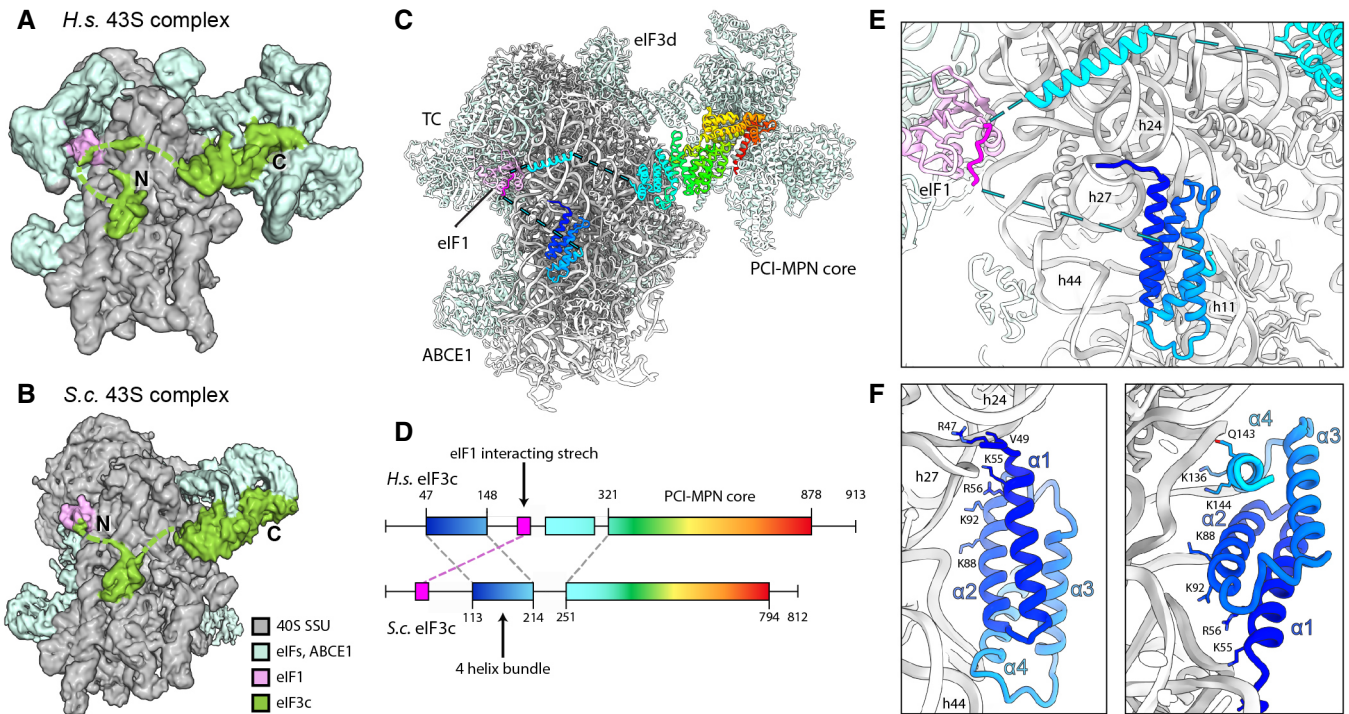 A H.s. 43S complex
N
C
B S.c. 43S complex
N
C
40S SSU
eIFs, ABCE1
eIF1
eIF3c
C
eIF3d
TC
eIF1
PCI-MPN core
ABCE1
D
eIF1 interacting strech
H.s. eIF3c
47 148 321 PCI-MPN core 878 913
S.c. eIF3c
113 214 251 794 812
4 helix bundle
E
h24
eIF1
h27
h44
h11
F
h24
R47
V49
K55
α1
h27
R56
K92
K88
α2
α3
α4
h44
α4
Q143
α3
K136
K144
α2
K88
K92
R56
α1
K55